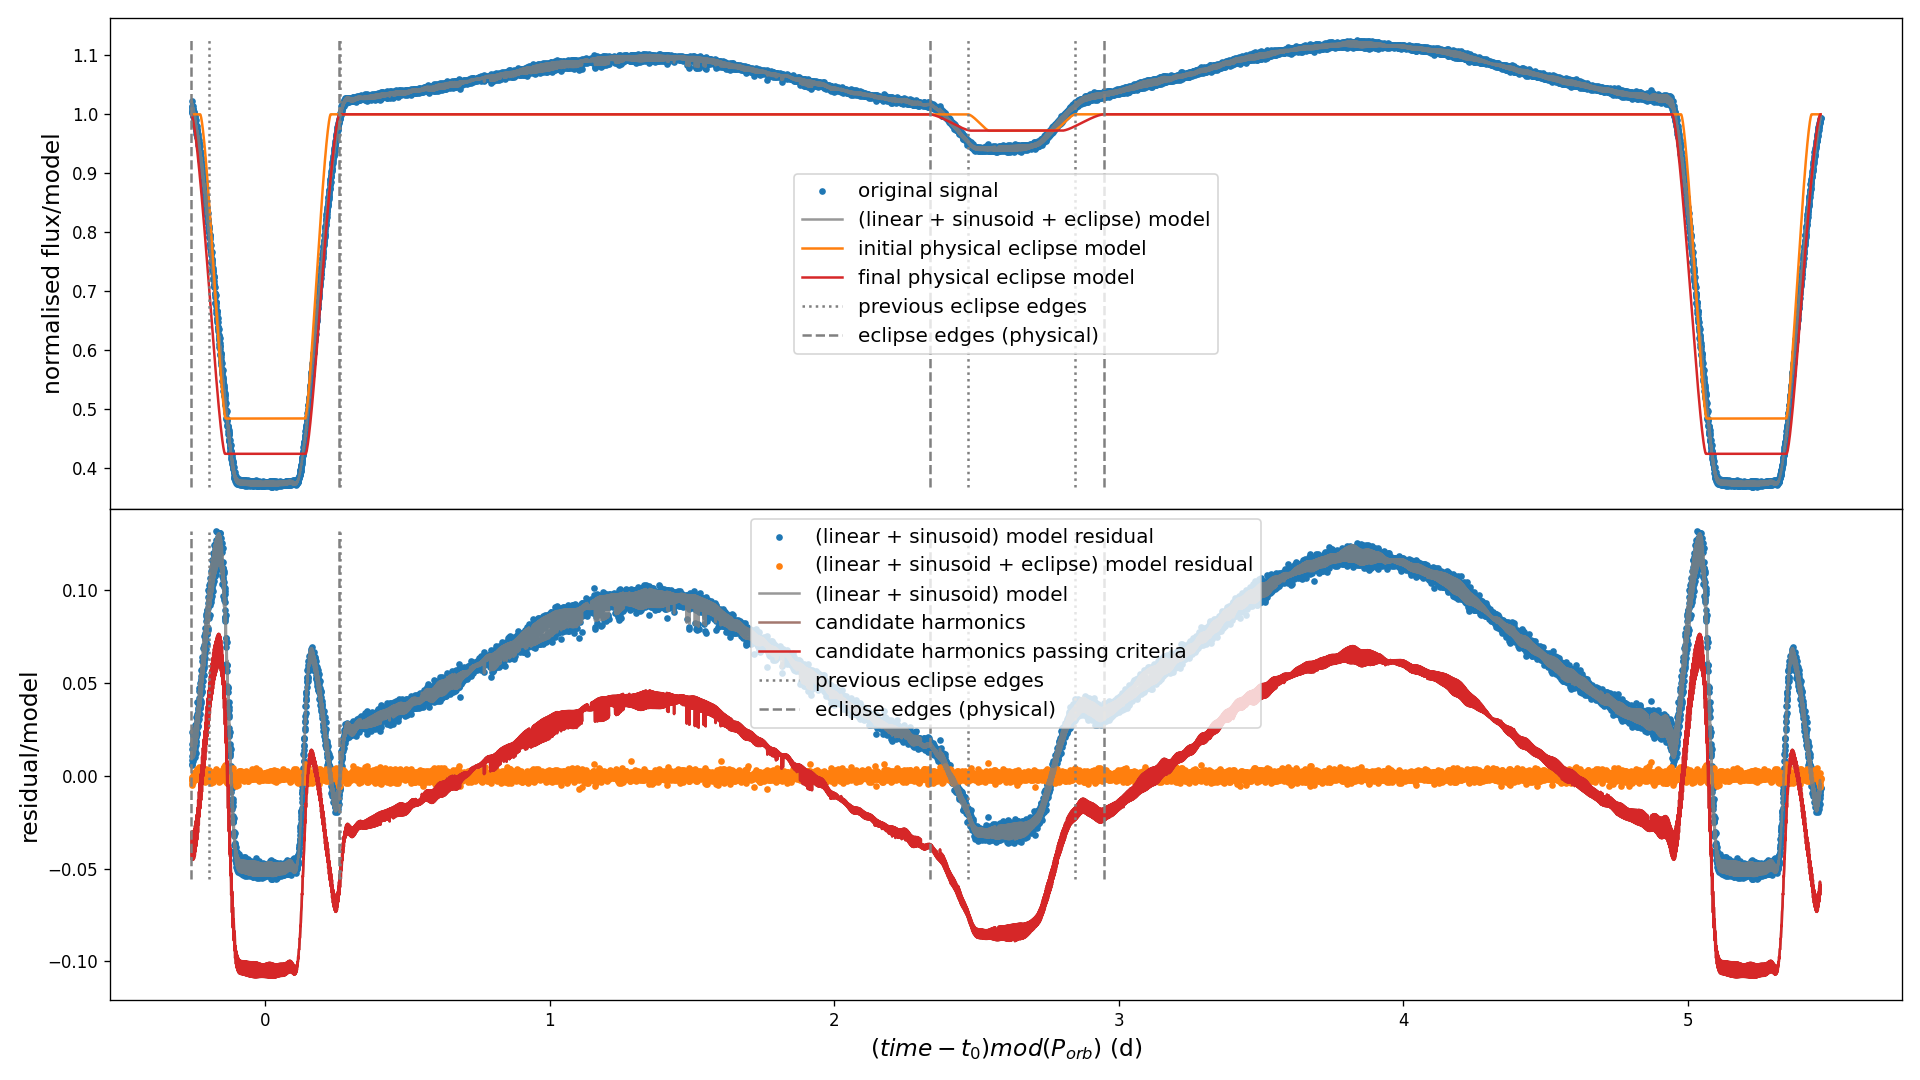 normalised flux/model
1.1
1.0
0.9
0.8
0.7
0.6
0.5
0.4
original signal
(linear + sinusoid + eclipse) model
initial physical eclipse model
final physical eclipse model
previous eclipse edges
eclipse edges (physical)
residual/model
0.10
0.05
0.00
−0.05
−0.10
(linear + sinusoid) model residual
(linear + sinusoid + eclipse) model residual
(linear + sinusoid) model
candidate harmonics
candidate harmonics passing criteria
previous eclipse edges
eclipse edges (physical)
0 1 2 3 4 5
(time − t₀)mod(Pₒᵣb) (d)